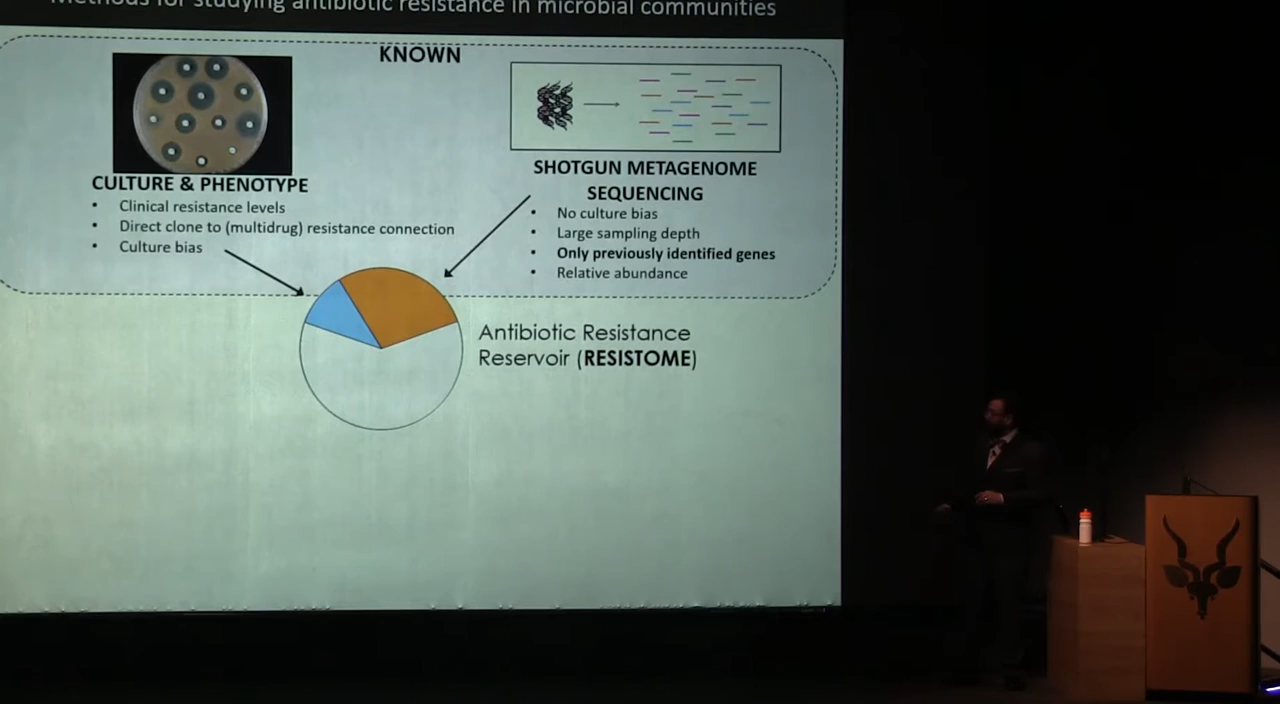 Methods for studying antibiotic resistance in microbial communities
KNOWN
CULTURE & PHENOTYPE
• Clinical resistance levels
• Direct clone to (multidrug) resistance connection
• Culture bias
SHOTGUN METAGENOME
SEQUENCING
• No culture bias
• Large sampling depth
• Only previously identified genes
• Relative abundance
Antibiotic Resistance
Reservoir (RESISTOME)